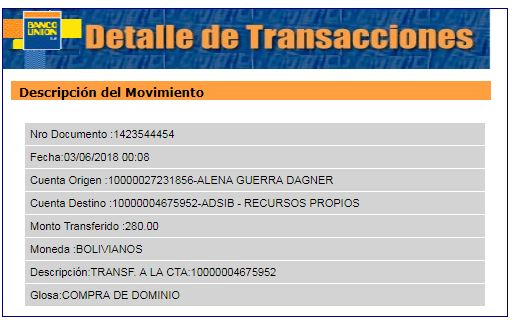 BANCO
UNION
S.A.
Detalle de Transacciones
Descripción del Movimiento
Nro Documento :1423544454
Fecha:03/06/2018 00:08
Cuenta Origen :10000027231856-ALENA GUERRA DAGNER
Cuenta Destino :10000004675952-ADSIB - RECURSOS PROPIOS
Monto Transferido :280.00
Moneda :BOLIVIANOS
Descripción:TRANSF. A LA CTA:10000004675952
Glosa:COMPRA DE DOMINIO